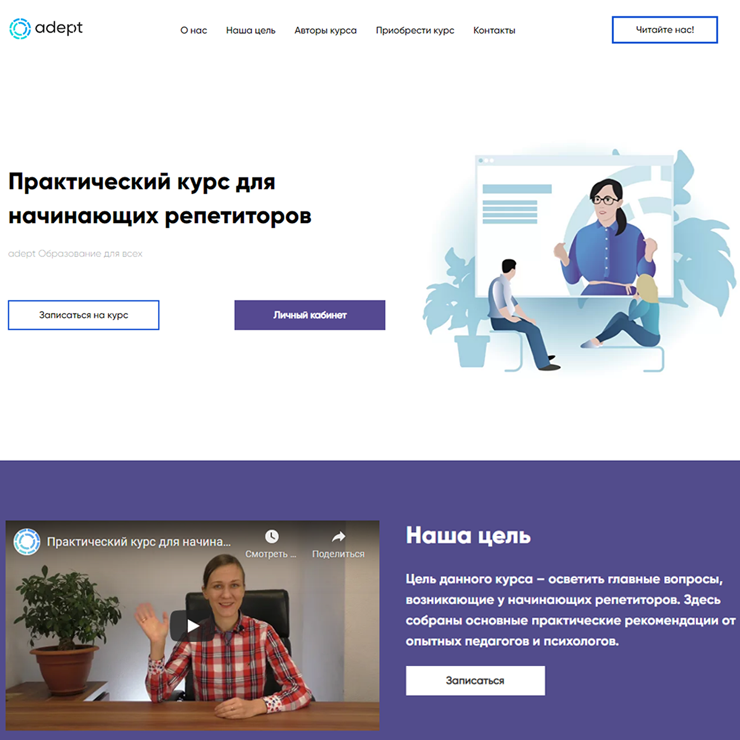 adept
О нас
Наша цель
Авторы курса
Приобрести курс
Контакты
Читайте нас!
Практический курс для
начинающих репетиторов
adept Образование для всех
Записаться на курс
Личный кабинет
Практический курс для начина...
Смотреть ...
Поделиться
Наша цель
Цель данного курса – осветить главные вопросы,
возникающие у начинающих репетиторов. Здесь
собраны основные практические рекомендации от
опытных педагогов и психологов.
Записаться